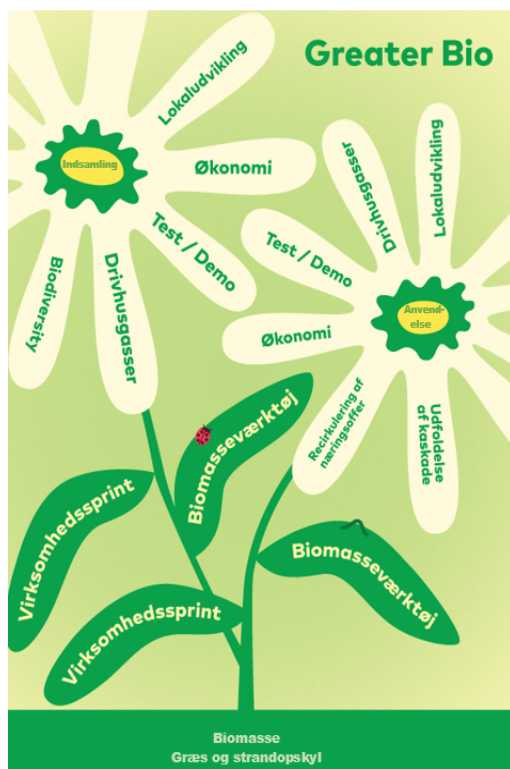 Greater Bio
Lokaludvikling
Økonomi
Test / Demo
Drivhusgasser
Biodiversity
Indsamling
Lokaludvikling
Drivhusgasser
Test / Demo
Økonomi
Recirkulering af
næringsoffer
Udfoldelse
af kaskade
Anvend-
else
Biomasseværktøj
Virksomhedssprint
Biomasseværktøj
Virksomhedssprint
Biomasse
Græs og strandopskyl